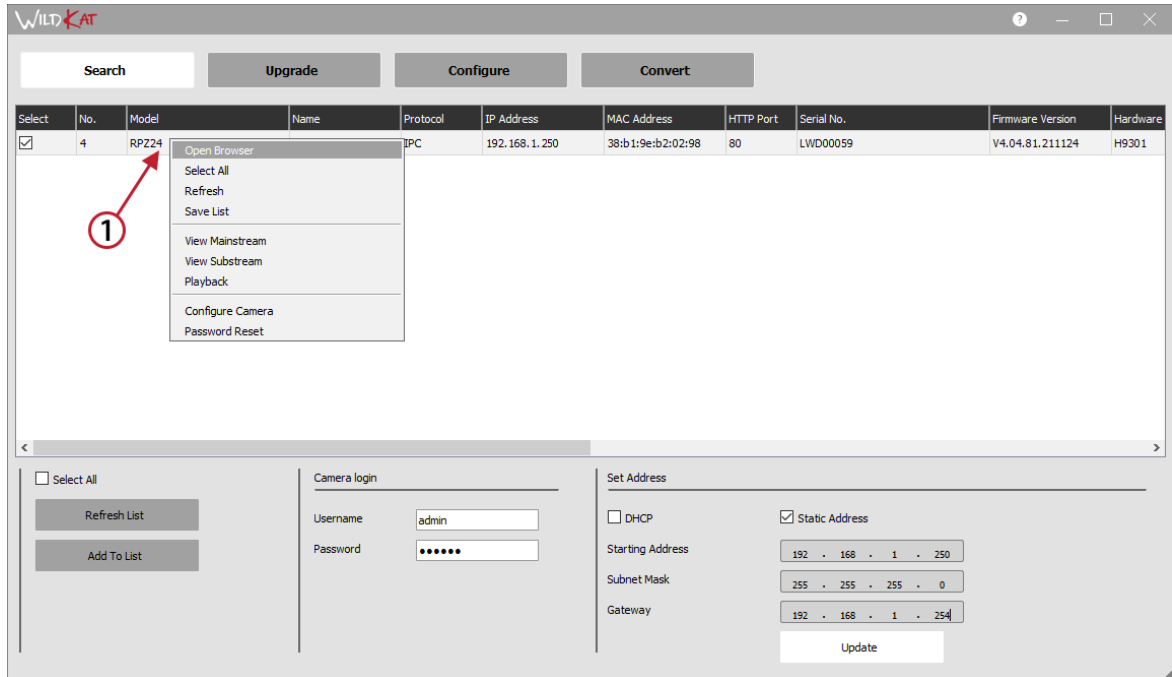 WILD KAT
?
Search Upgrade Configure Convert
Select No. Model Name Protocol IP Address MAC Address HTTP Port Serial No. Firmware Version Hardware
4 RPZ24 IPC 192.168.1.250 38:b1:9e:b2:02:98 80 LWD00059 V4.04.81.211124 H9301
Open Browser
Select All
Refresh
Save List
1
View Mainstream
View Substream
Playback
Configure Camera
Password Reset
Select All
Refresh List
Add To List
Camera login
Username admin
Password ••••••
Set Address
DHCP Static Address
Starting Address 192 . 168 . 1 . 250
Subnet Mask 255 . 255 . 255 . 0
Gateway 192 . 168 . 1 . 254
Update